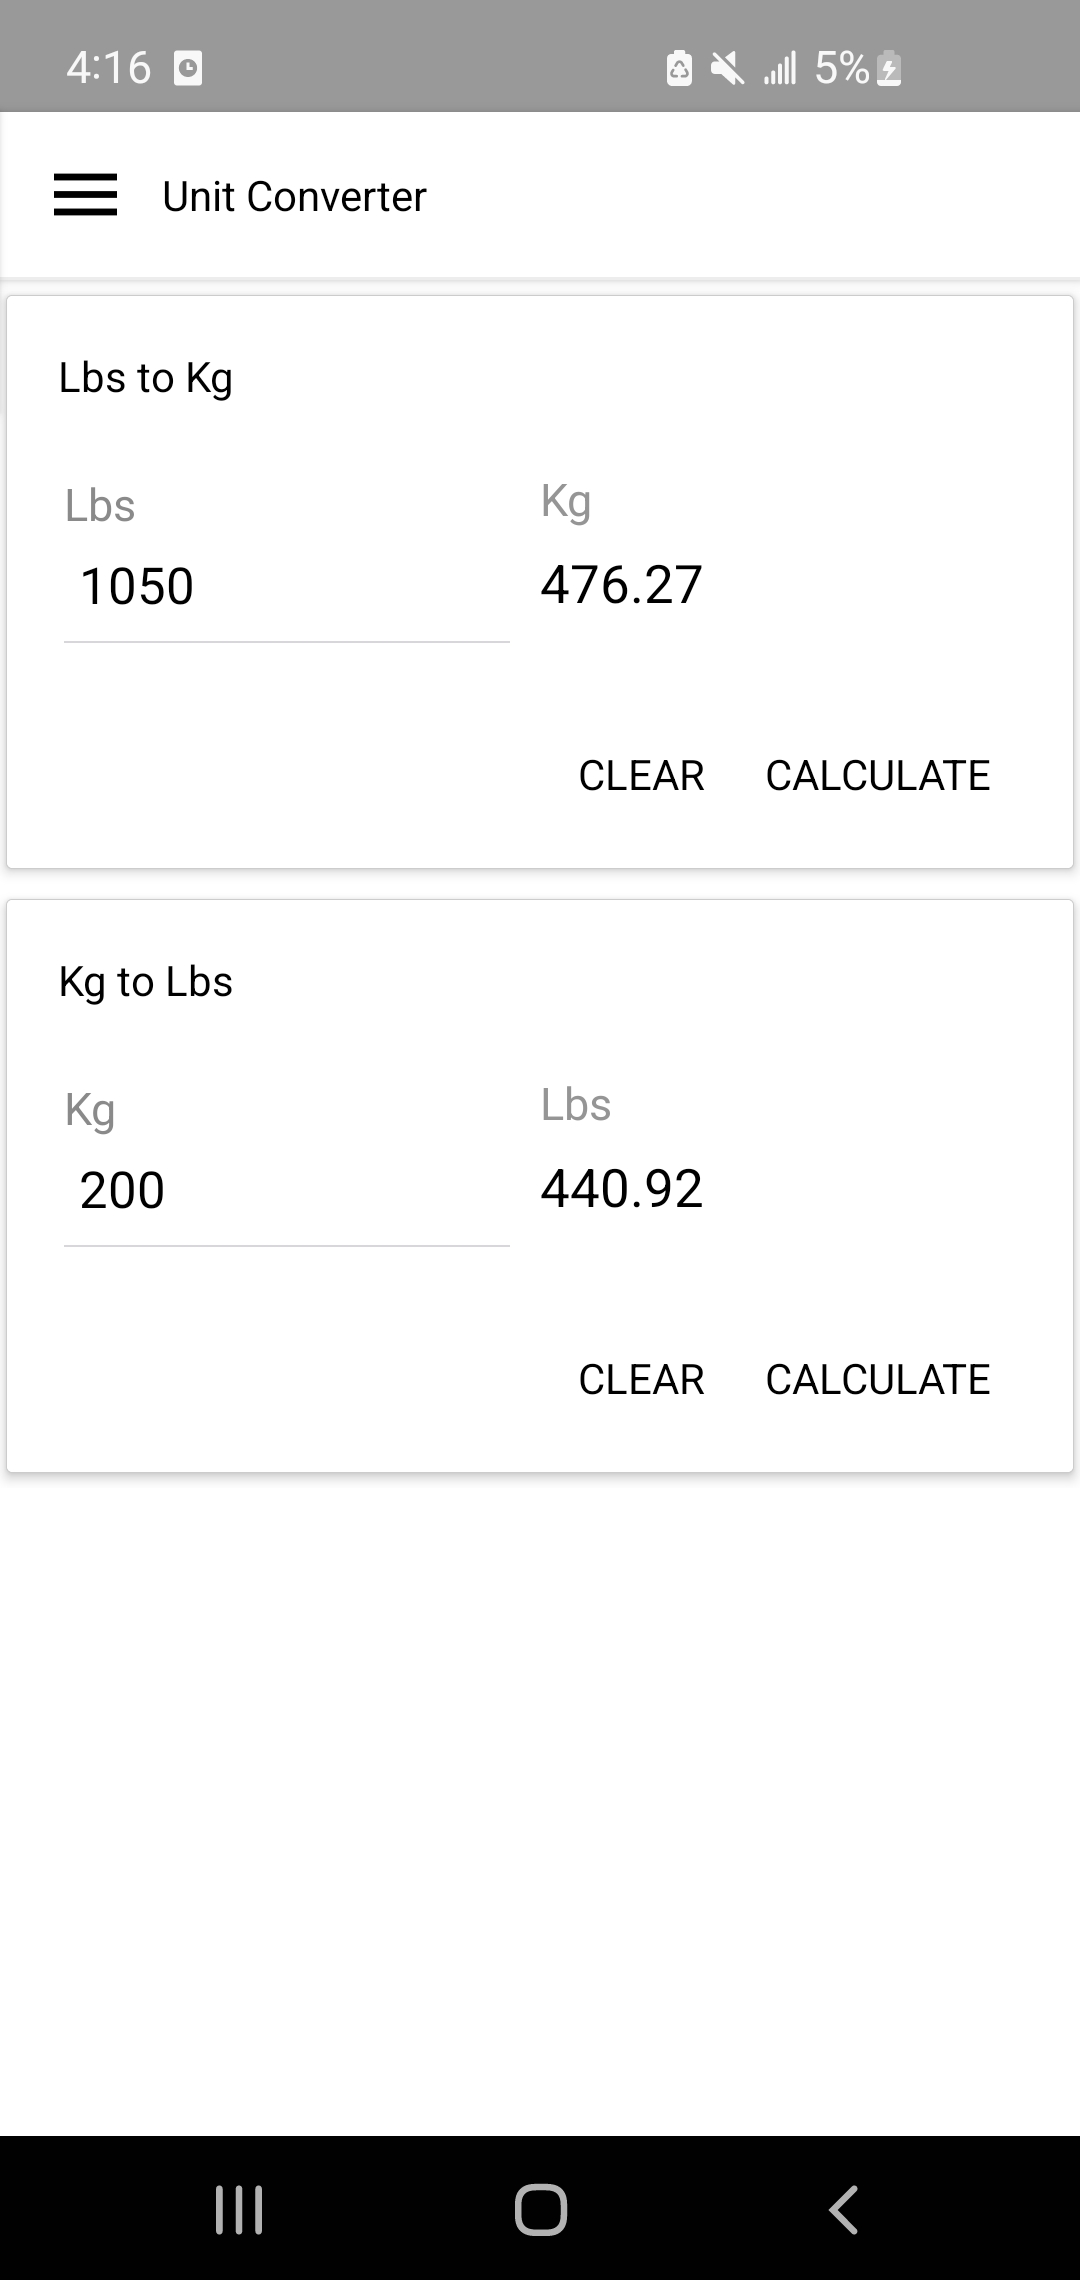 4:16 5%
Unit Converter
Lbs to Kg
Lbs Kg
1050 476.27
CLEAR CALCULATE
Kg to Lbs
Kg Lbs
200 440.92
CLEAR CALCULATE